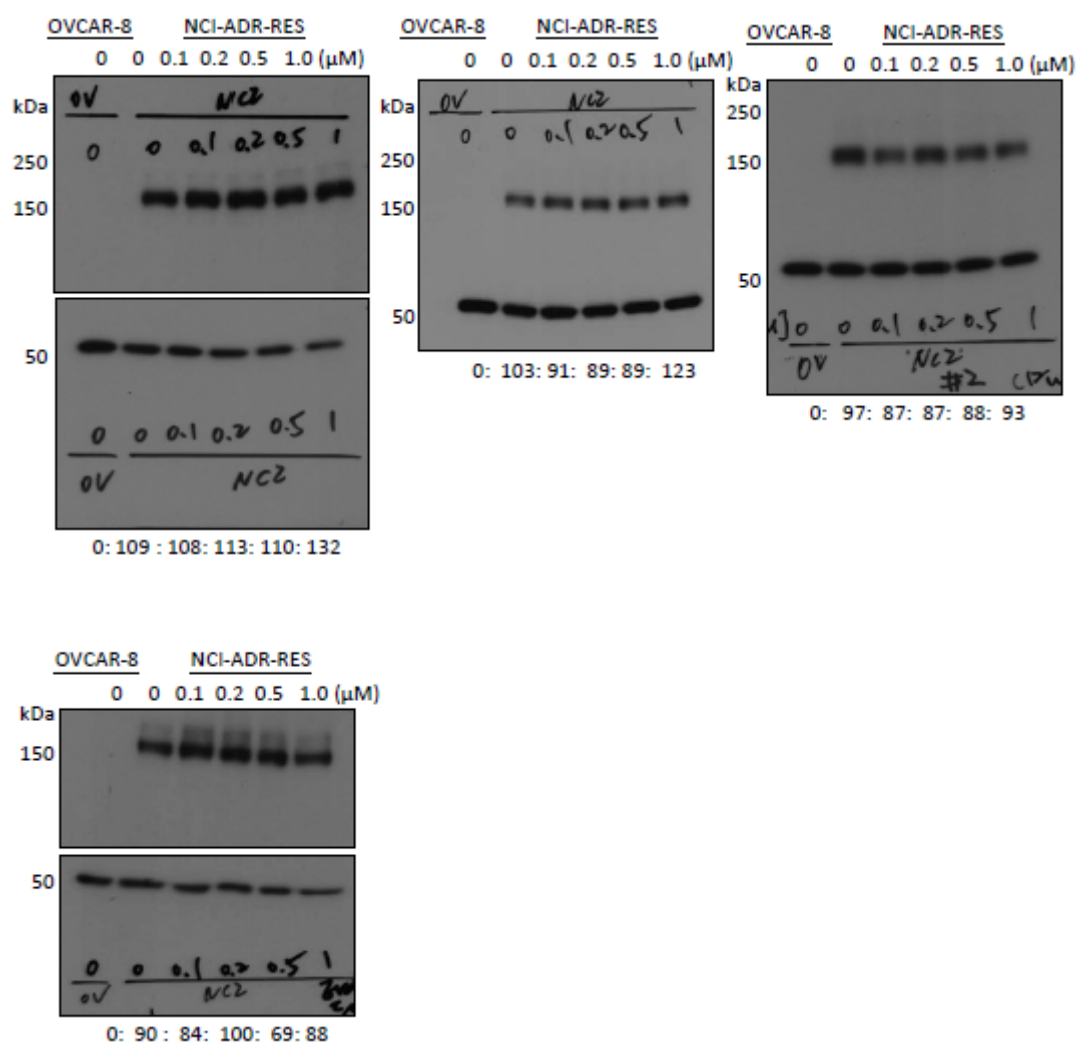 OVCAR-8 NCI-ADR-RES
0 0 0.1 0.2 0.5 1.0 (μM)
kDa
OV NC2
0 0 0.1 0.2 0.5 1
250
150
50
0 0 0.1 0.2 0.5 1
OV NC2
0: 109 : 108: 113: 110: 132
OVCAR-8 NCI-ADR-RES
0 0 0.1 0.2 0.5 1.0 (μM)
kDa
OV NC2
0 0 0.1 0.2 0.5 1
250
150
50
0: 103: 91: 89: 89: 123
OVCAR-8 NCI-ADR-RES
0 0 0.1 0.2 0.5 1.0 (μM)
kDa
250
150
50
0 0 0.1 0.2 0.5 1
OV NC2
#2
0: 97: 87: 87: 88: 93
OVCAR-8 NCI-ADR-RES
0 0 0.1 0.2 0.5 1.0 (μM)
kDa
150
50
0 0 0.1 0.2 0.5 1
OV NC2
0: 90 : 84: 100: 69: 88